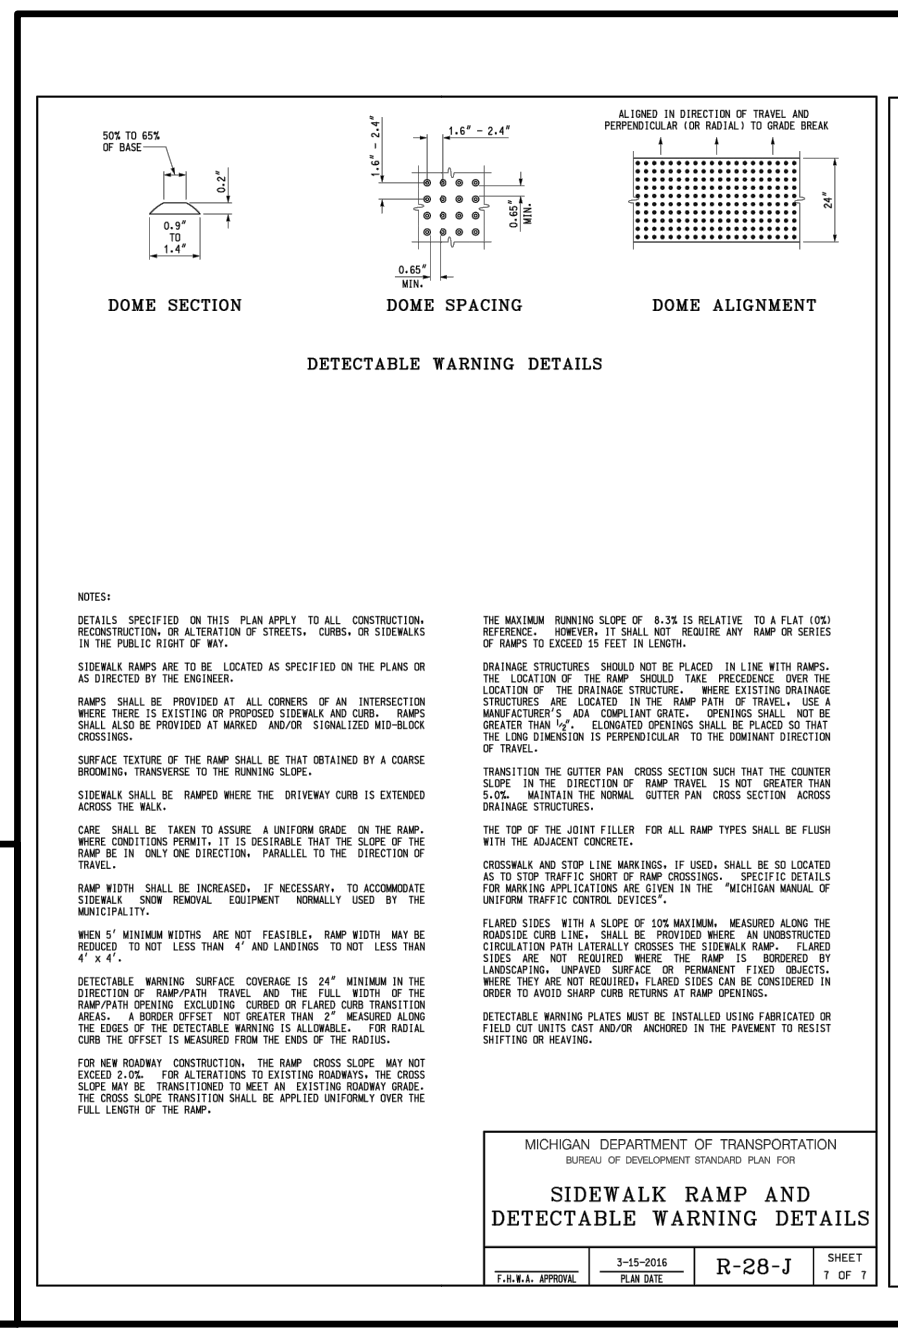 50% TO 65%
OF BASE
0.2"
0.9"
TO
1.4"
DOME SECTION
1.6" - 2.4"
1.6" - 2.4"
0.65"
MIN.
0.65"
MIN.
DOME SPACING
ALIGNED IN DIRECTION OF TRAVEL AND
PERPENDICULAR (OR RADIAL) TO GRADE BREAK
24"
DOME ALIGNMENT
DETECTABLE WARNING DETAILS
NOTES:
DETAILS SPECIFIED ON THIS PLAN APPLY TO ALL CONSTRUCTION,
RECONSTRUCTION, OR ALTERATION OF STREETS, CURBS, OR SIDEWALKS
IN THE PUBLIC RIGHT OF WAY.
SIDEWALK RAMPS ARE TO BE LOCATED AS SPECIFIED ON THE PLANS OR
AS DIRECTED BY THE ENGINEER.
RAMPS SHALL BE PROVIDED AT ALL CORNERS OF AN INTERSECTION
WHERE THERE IS EXISTING OR PROPOSED SIDEWALK AND CURB. RAMPS
SHALL ALSO BE PROVIDED AT MARKED AND/OR SIGNALIZED MID-BLOCK
CROSSINGS.
SURFACE TEXTURE OF THE RAMP SHALL BE THAT OBTAINED BY A COARSE
BROOMING, TRANSVERSE TO THE RUNNING SLOPE.
SIDEWALK SHALL BE RAMPED WHERE THE DRIVEWAY CURB IS EXTENDED
ACROSS THE WALK.
CARE SHALL BE TAKEN TO ASSURE A UNIFORM GRADE ON THE RAMP.
WHERE CONDITIONS PERMIT, IT IS DESIRABLE THAT THE SLOPE OF THE
RAMP BE IN ONLY ONE DIRECTION, PARALLEL TO THE DIRECTION OF
TRAVEL.
RAMP WIDTH SHALL BE INCREASED, IF NECESSARY, TO ACCOMMODATE
SIDEWALK SNOW REMOVAL EQUIPMENT NORMALLY USED BY THE
MUNICIPALITY.
WHEN 5' MINIMUM WIDTHS ARE NOT FEASIBLE, RAMP WIDTH MAY BE
REDUCED TO NOT LESS THAN 4' AND LANDINGS TO NOT LESS THAN
4' x 4'.
DETECTABLE WARNING SURFACE COVERAGE IS 24" MINIMUM IN THE
DIRECTION OF RAMP/PATH TRAVEL AND THE FULL WIDTH OF THE
RAMP/PATH OPENING EXCLUDING CURBED OR FLARED CURB TRANSITION
AREAS. A BORDER OFFSET NOT GREATER THAN 2" MEASURED ALONG
THE EDGES OF THE DETECTABLE WARNING IS ALLOWABLE. FOR RADIAL
CURB THE OFFSET IS MEASURED FROM THE ENDS OF THE RADIUS.
FOR NEW ROADWAY CONSTRUCTION, THE RAMP CROSS SLOPE MAY NOT
EXCEED 2.0%. FOR ALTERATIONS TO EXISTING ROADWAYS, THE CROSS
SLOPE MAY BE TRANSITIONED TO MEET AN EXISTING ROADWAY GRADE.
THE CROSS SLOPE TRANSITION SHALL BE APPLIED UNIFORMLY OVER THE
FULL LENGTH OF THE RAMP.
THE MAXIMUM RUNNING SLOPE OF 8.3% IS RELATIVE TO A FLAT (0%)
REFERENCE. HOWEVER, IT SHALL NOT REQUIRE ANY RAMP OR SERIES
OF RAMPS TO EXCEED 15 FEET IN LENGTH.
DRAINAGE STRUCTURES SHOULD NOT BE PLACED IN LINE WITH RAMPS.
THE LOCATION OF THE RAMP SHOULD TAKE PRECEDENCE OVER THE
LOCATION OF THE DRAINAGE STRUCTURE. WHERE EXISTING DRAINAGE
STRUCTURES ARE LOCATED IN THE RAMP PATH OF TRAVEL, USE A
MANUFACTURER'S ADA COMPLIANT GRATE. OPENINGS SHALL NOT BE
GREATER THAN 1/2". ELONGATED OPENINGS SHALL BE PLACED SO THAT
THE LONG DIMENSION IS PERPENDICULAR TO THE DOMINANT DIRECTION
OF TRAVEL.
TRANSITION THE GUTTER PAN CROSS SECTION SUCH THAT THE COUNTER
SLOPE IN THE DIRECTION OF RAMP TRAVEL IS NOT GREATER THAN
5.0%. MAINTAIN THE NORMAL GUTTER PAN CROSS SECTION ACROSS
DRAINAGE STRUCTURES.
THE TOP OF THE JOINT FILLER FOR ALL RAMP TYPES SHALL BE FLUSH
WITH THE ADJACENT CONCRETE.
CROSSWALK AND STOP LINE MARKINGS, IF USED, SHALL BE SO LOCATED
AS TO STOP TRAFFIC SHORT OF RAMP CROSSINGS. SPECIFIC DETAILS
FOR MARKING APPLICATIONS ARE GIVEN IN THE "MICHIGAN MANUAL OF
UNIFORM TRAFFIC CONTROL DEVICES".
FLARED SIDES WITH A SLOPE OF 10% MAXIMUM, MEASURED ALONG THE
ROADSIDE CURB LINE, SHALL BE PROVIDED WHERE AN UNOBSTRUCTED
CIRCULATION PATH LATERALLY CROSSES THE SIDEWALK RAMP. FLARED
SIDES ARE NOT REQUIRED WHERE THE RAMP IS BORDERED BY
LANDSCAPING, UNPAVED SURFACE OR PERMANENT FIXED OBJECTS.
WHERE THEY ARE NOT REQUIRED, FLARED SIDES CAN BE CONSIDERED IN
ORDER TO AVOID SHARP CURB RETURNS AT RAMP OPENINGS.
DETECTABLE WARNING PLATES MUST BE INSTALLED USING FABRICATED OR
FIELD CUT UNITS CAST AND/OR ANCHORED IN THE PAVEMENT TO RESIST
SHIFTING OR HEAVING.
MICHIGAN DEPARTMENT OF TRANSPORTATION
BUREAU OF DEVELOPMENT STANDARD PLAN FOR
SIDEWALK RAMP AND
DETECTABLE WARNING DETAILS
F.H.W.A. APPROVAL
3-15-2016
PLAN DATE
R-28-J
SHEET
7 OF 7